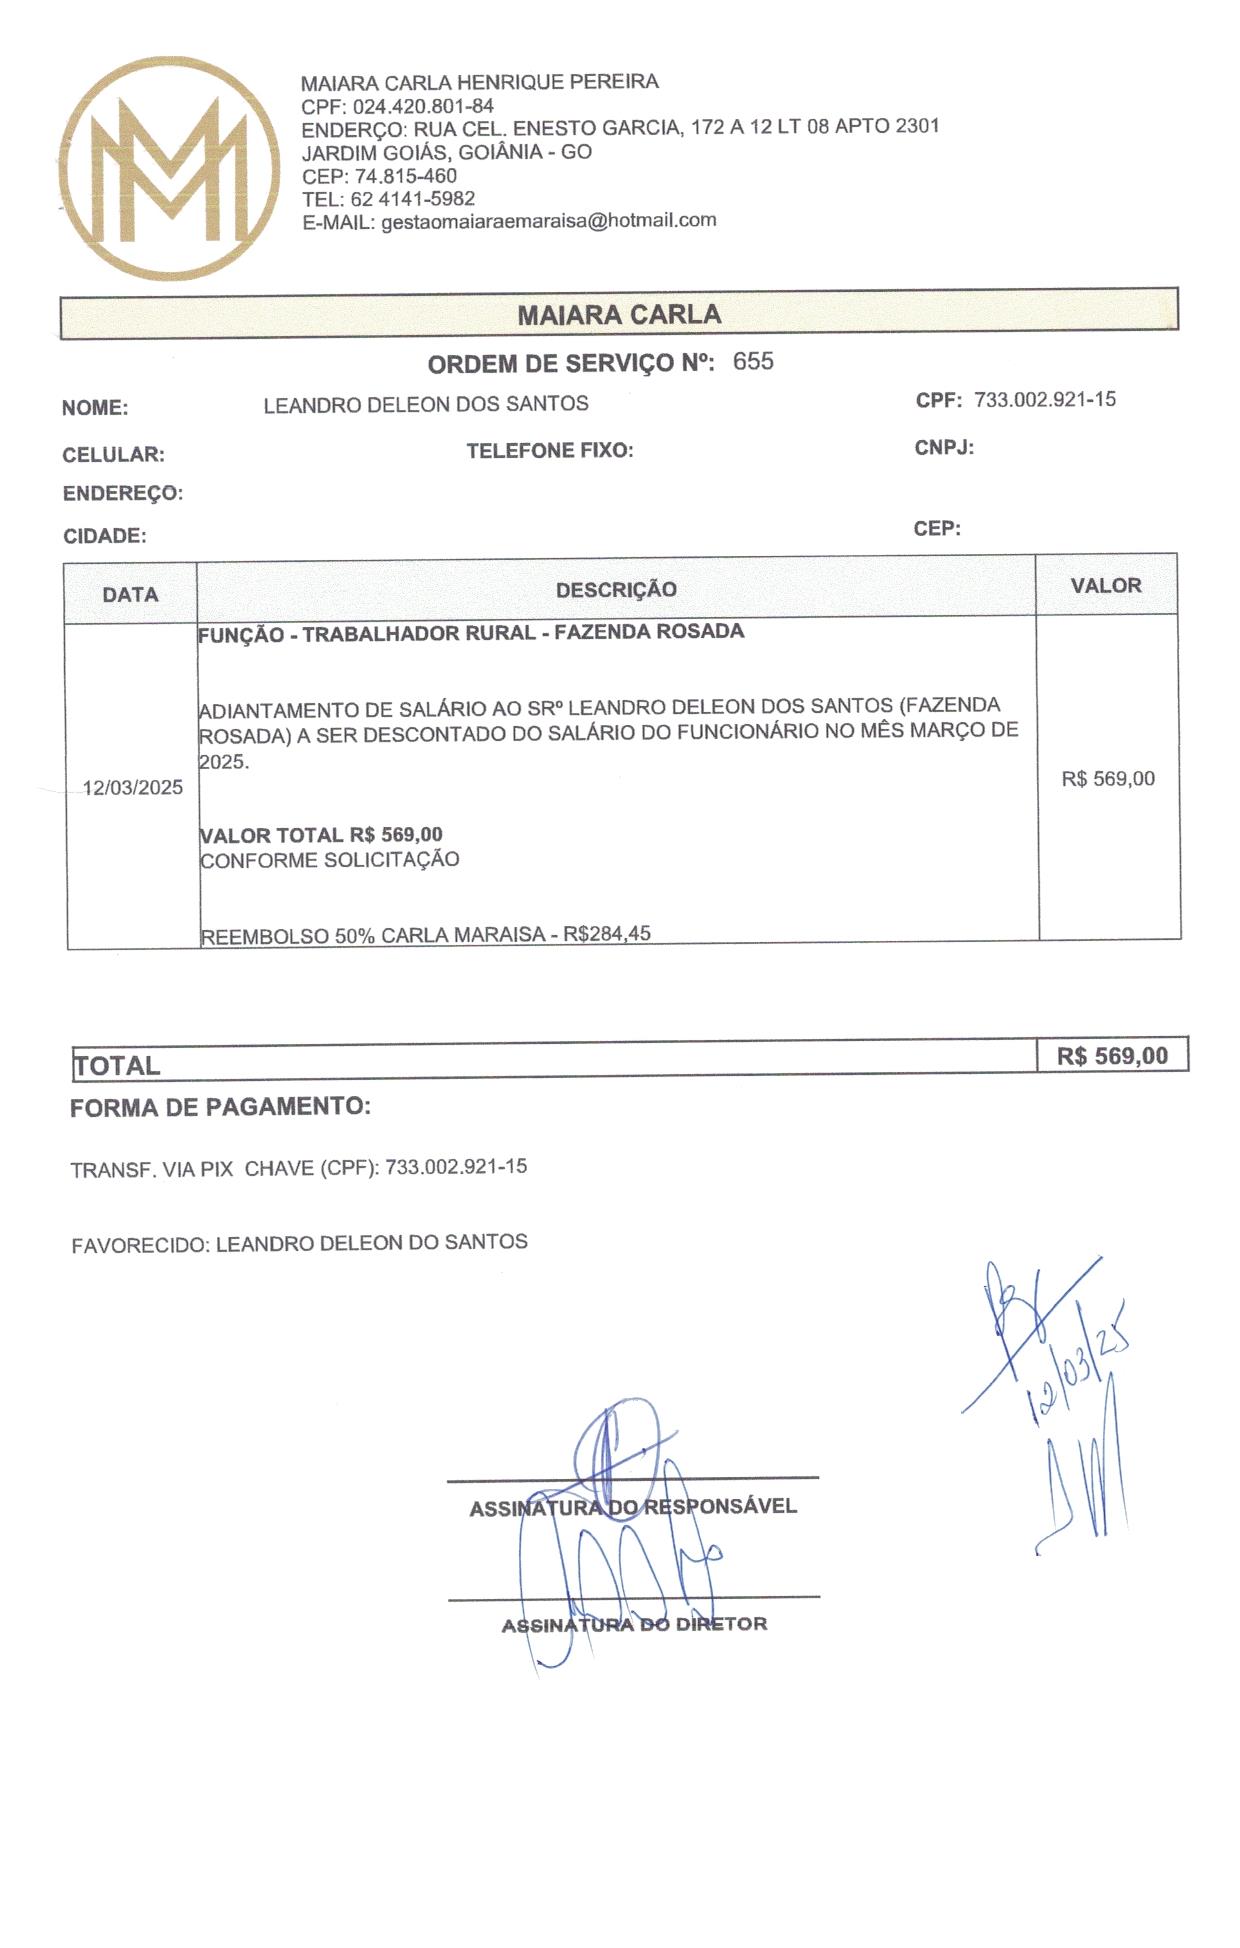 MAIARA CARLA HENRIQUE PEREIRA
CPF: 024.420.801-84
ENDERÇO: RUA CEL. ENESTO GARCIA, 172 A 12 LT 08 APTO 2301
JARDIM GOIÁS, GOIÂNIA - GO
CEP: 74.815-460
TEL: 62 4141-5982
E-MAIL: gestaomaiaraemaraisa@hotmail.com
MAIARA CARLA
ORDEM DE SERVIÇO Nº: 655
NOME: LEANDRO DELEON DOS SANTOS CPF: 733.002.921-15
CELULAR: TELEFONE FIXO: CNPJ:
ENDEREÇO:
CIDADE: CEP:
DATA DESCRIÇÃO VALOR
FUNÇÃO - TRABALHADOR RURAL - FAZENDA ROSADA
ADIANTAMENTO DE SALÁRIO AO SRº LEANDRO DELEON DOS SANTOS (FAZENDA
ROSADA) A SER DESCONTADO DO SALÁRIO DO FUNCIONÁRIO NO MÊS MARÇO DE
2025.
12/03/2025 R$ 569,00
VALOR TOTAL R$ 569,00
CONFORME SOLICITAÇÃO
REEMBOLSO 50% CARLA MARAISA - R$284,45
TOTAL R$ 569,00
FORMA DE PAGAMENTO:
TRANSF. VIA PIX CHAVE (CPF): 733.002.921-15
FAVORECIDO: LEANDRO DELEON DO SANTOS
12/03/25
ASSINATURA DO RESPONSÁVEL
ASSINATURA DO DIRETOR